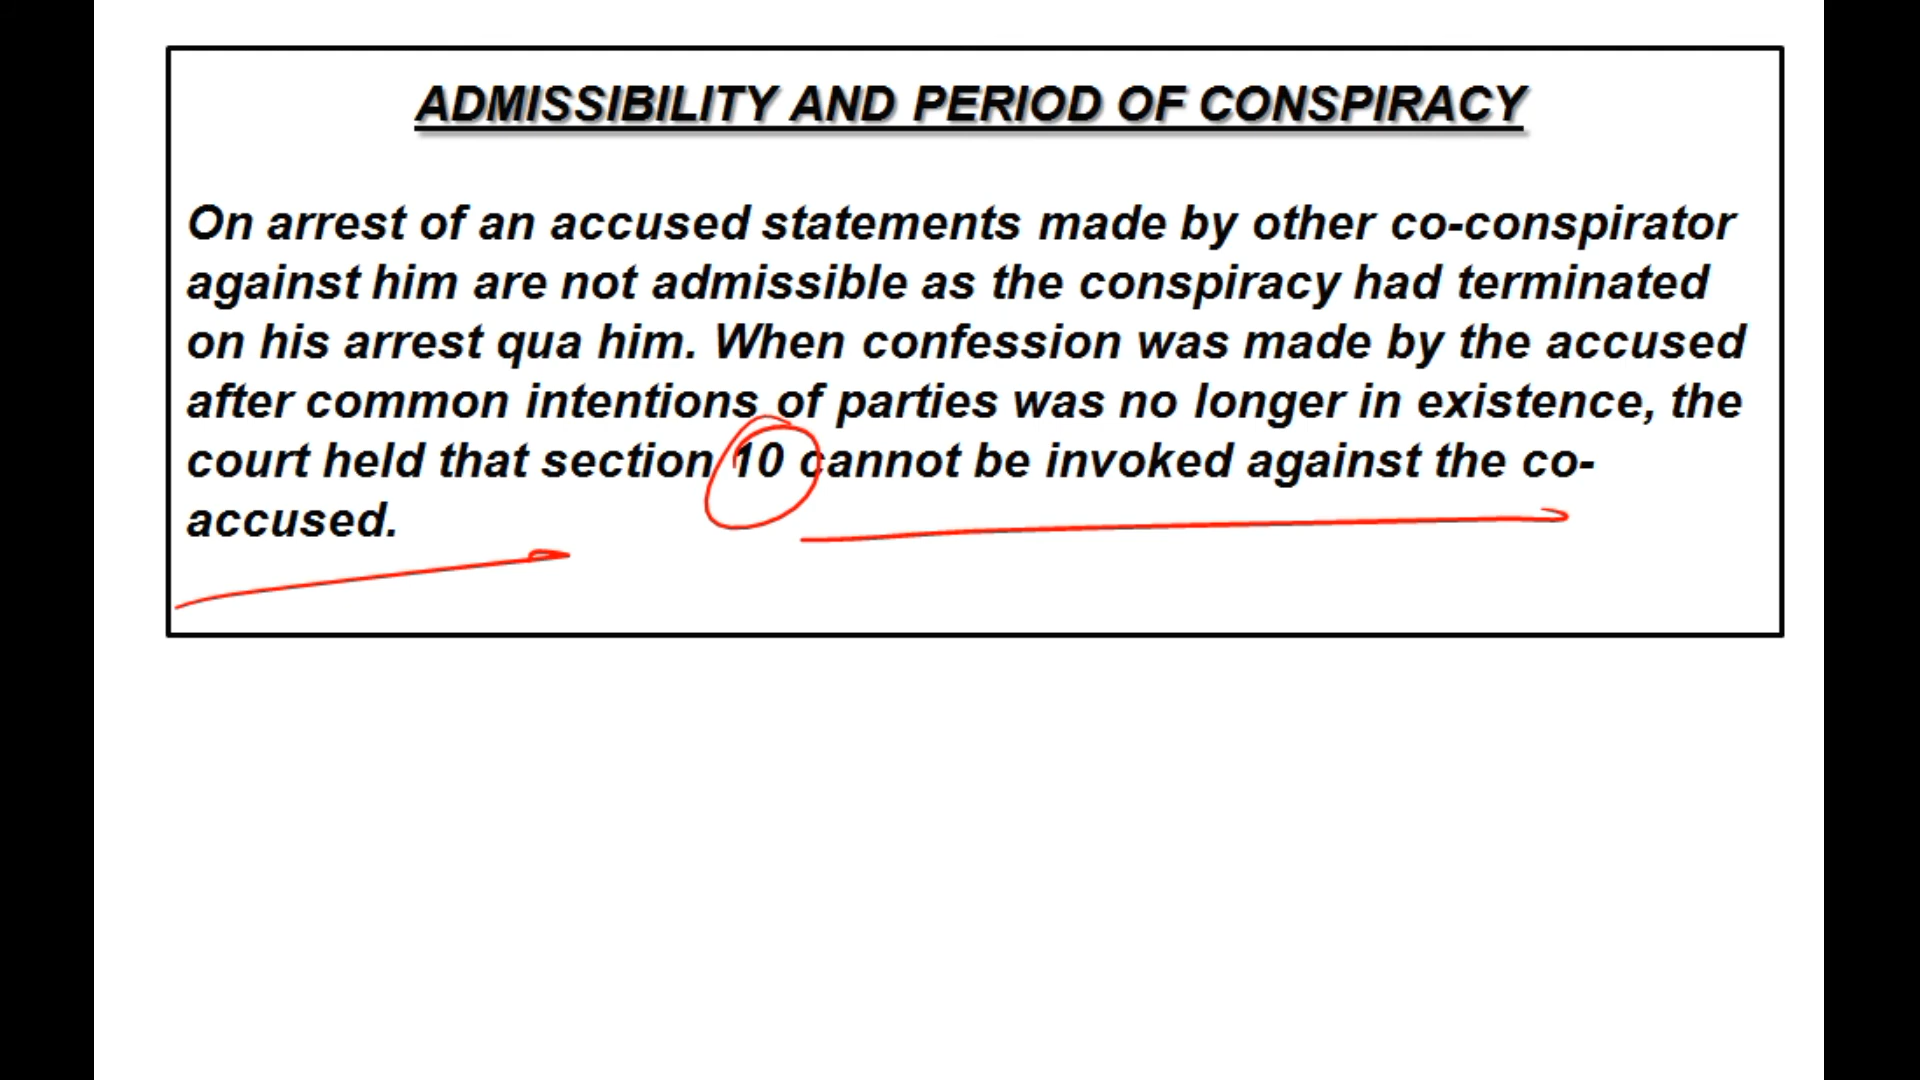 ADMISSIBILITY AND PERIOD OF CONSPIRACY
On arrest of an accused statements made by other co-conspirator
against him are not admissible as the conspiracy had terminated
on his arrest qua him. When confession was made by the accused
after common intentions of parties was no longer in existence, the
court held that section 10 cannot be invoked against the co-
accused.